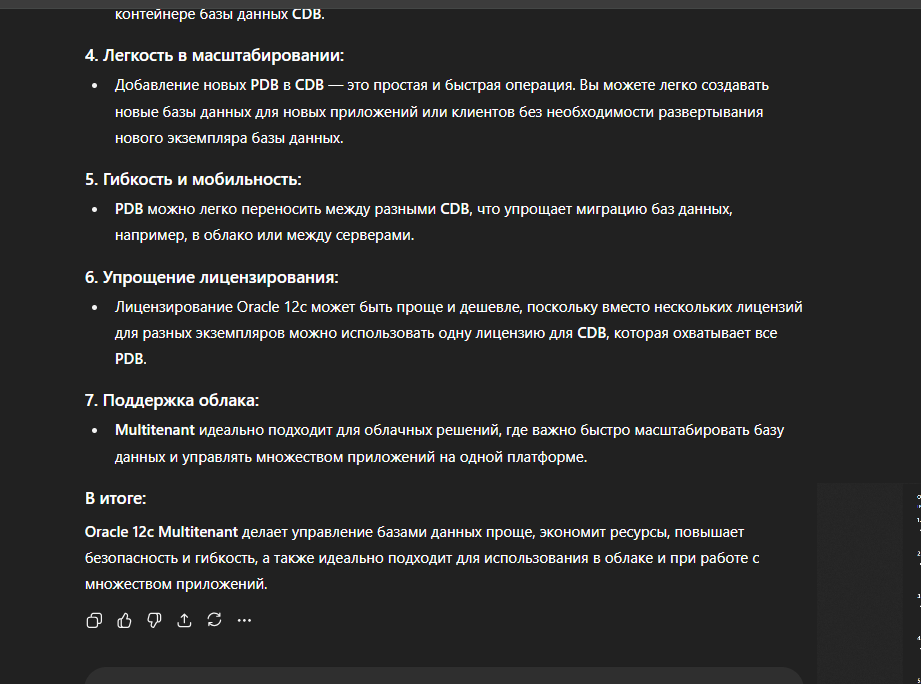 контейнере базы данных CDB.
4. Легкость в масштабировании:
• Добавление новых PDB в CDB — это простая и быстрая операция. Вы можете легко создавать
новые базы данных для новых приложений или клиентов без необходимости развертывания
нового экземпляра базы данных.
5. Гибкость и мобильность:
• PDB можно легко переносить между разными CDB, что упрощает миграцию баз данных,
например, в облако или между серверами.
6. Упрощение лицензирования:
• Лицензирование Oracle 12c может быть проще и дешевле, поскольку вместо нескольких лицензий
для разных экземпляров можно использовать одну лицензию для CDB, которая охватывает все
PDB.
7. Поддержка облака:
• Multitenant идеально подходит для облачных решений, где важно быстро масштабировать базу
данных и управлять множеством приложений на одной платформе.
В итоге:
Oracle 12c Multitenant делает управление базами данных проще, экономит ресурсы, повышает
безопасность и гибкость, а также идеально подходит для использования в облаке и при работе с
множеством приложений.